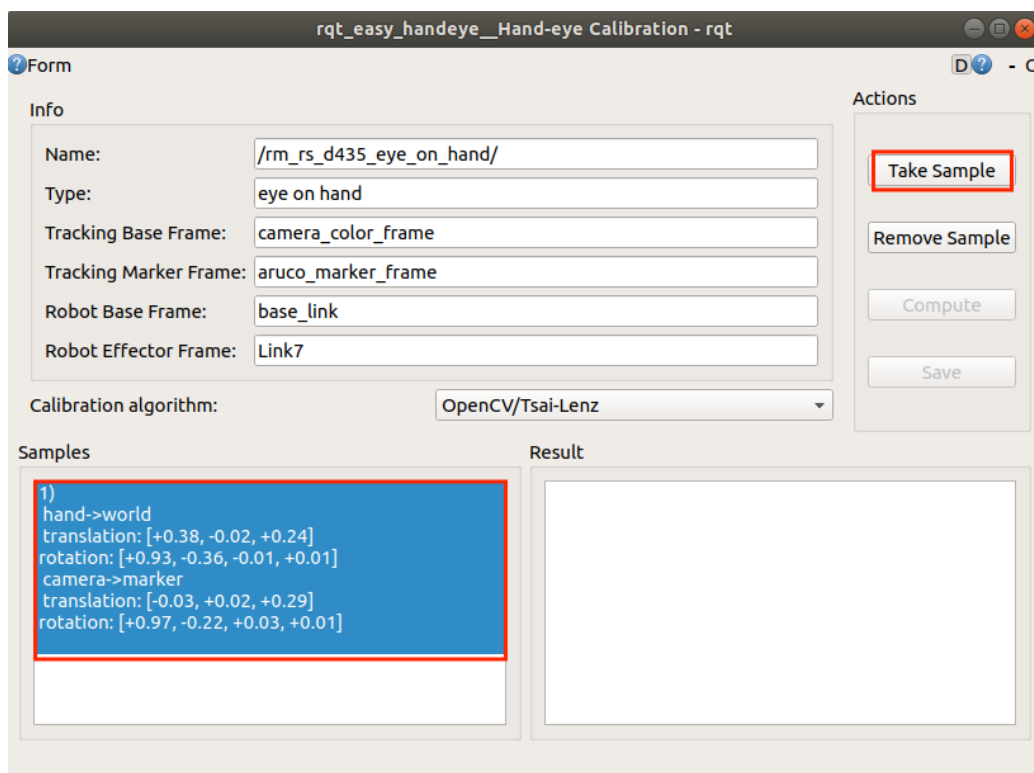 rqt_easy_handeye__Hand-eye Calibration - rqt
Form
D ? - C
Info
Name: /rm_rs_d435_eye_on_hand/
Type: eye on hand
Tracking Base Frame: camera_color_frame
Tracking Marker Frame: aruco_marker_frame
Robot Base Frame: base_link
Robot Effector Frame: Link7
Calibration algorithm: OpenCV/Tsai-Lenz
Actions
Take Sample
Remove Sample
Compute
Save
Samples
1)
hand->world
translation: [+0.38, -0.02, +0.24]
rotation: [+0.93, -0.36, -0.01, +0.01]
camera->marker
translation: [-0.03, +0.02, +0.29]
rotation: [+0.97, -0.22, +0.03, +0.01]
Result